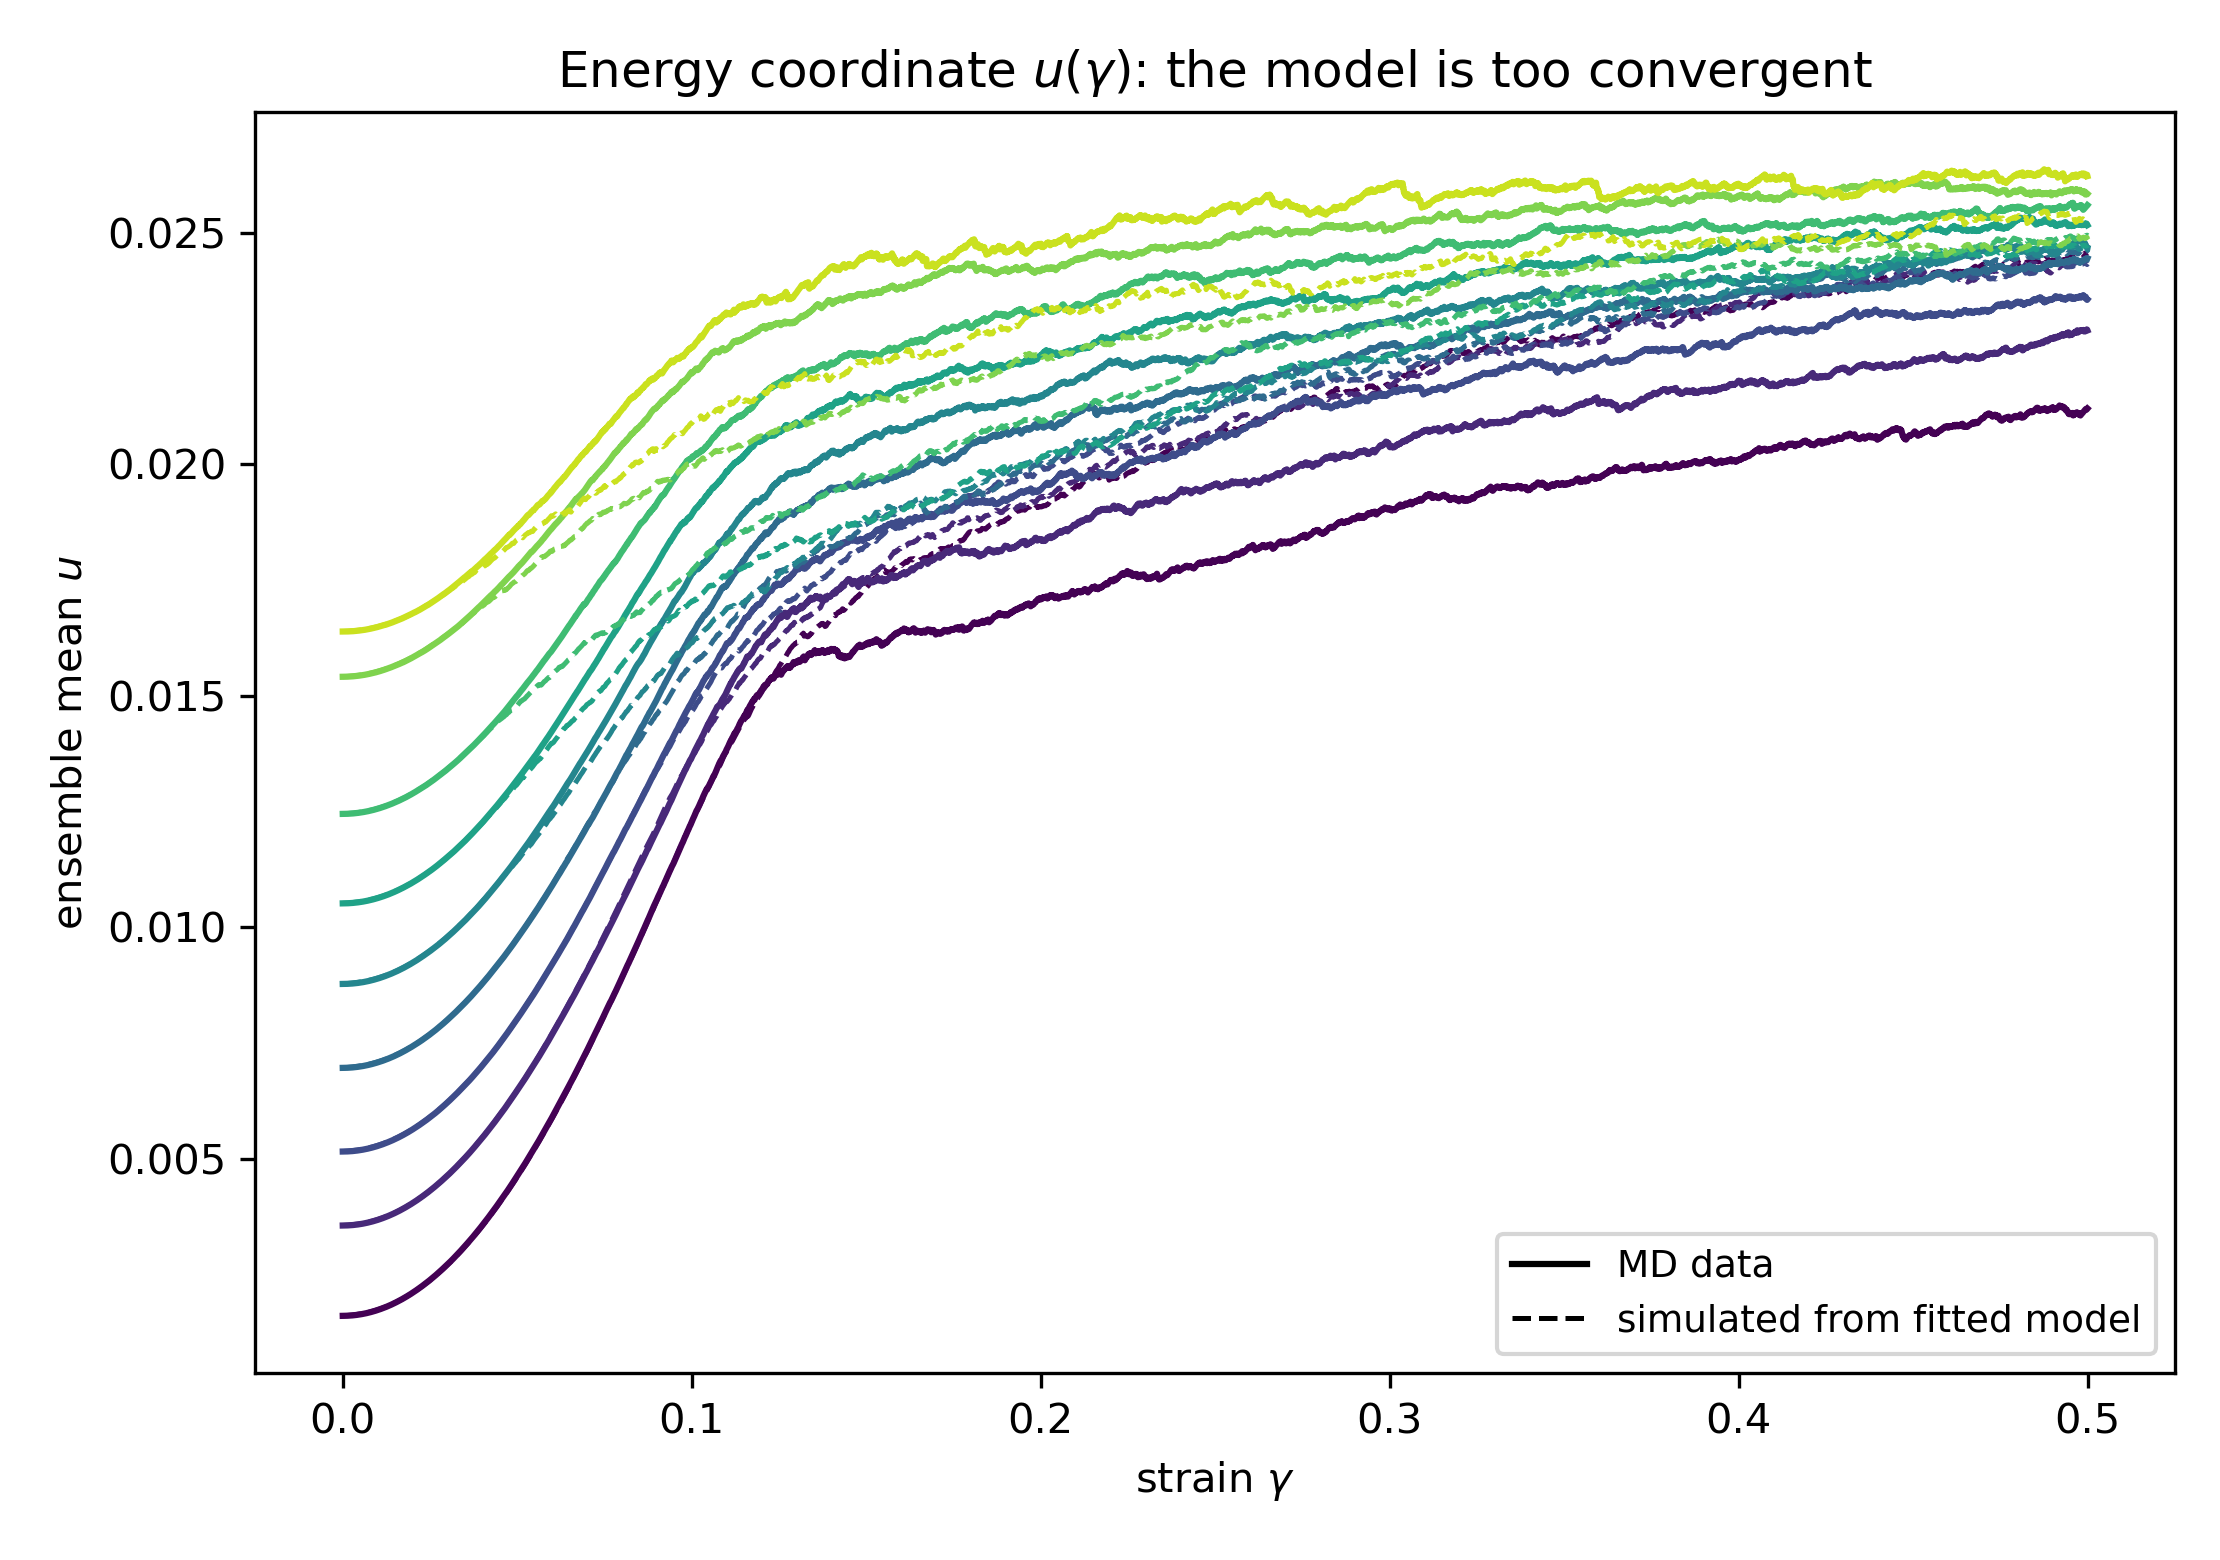 Energy coordinate u(γ): the model is too convergent
ensemble mean u
0.025
0.020
0.015
0.010
0.005
0.0 0.1 0.2 0.3 0.4 0.5
strain γ
MD data
simulated from fitted model